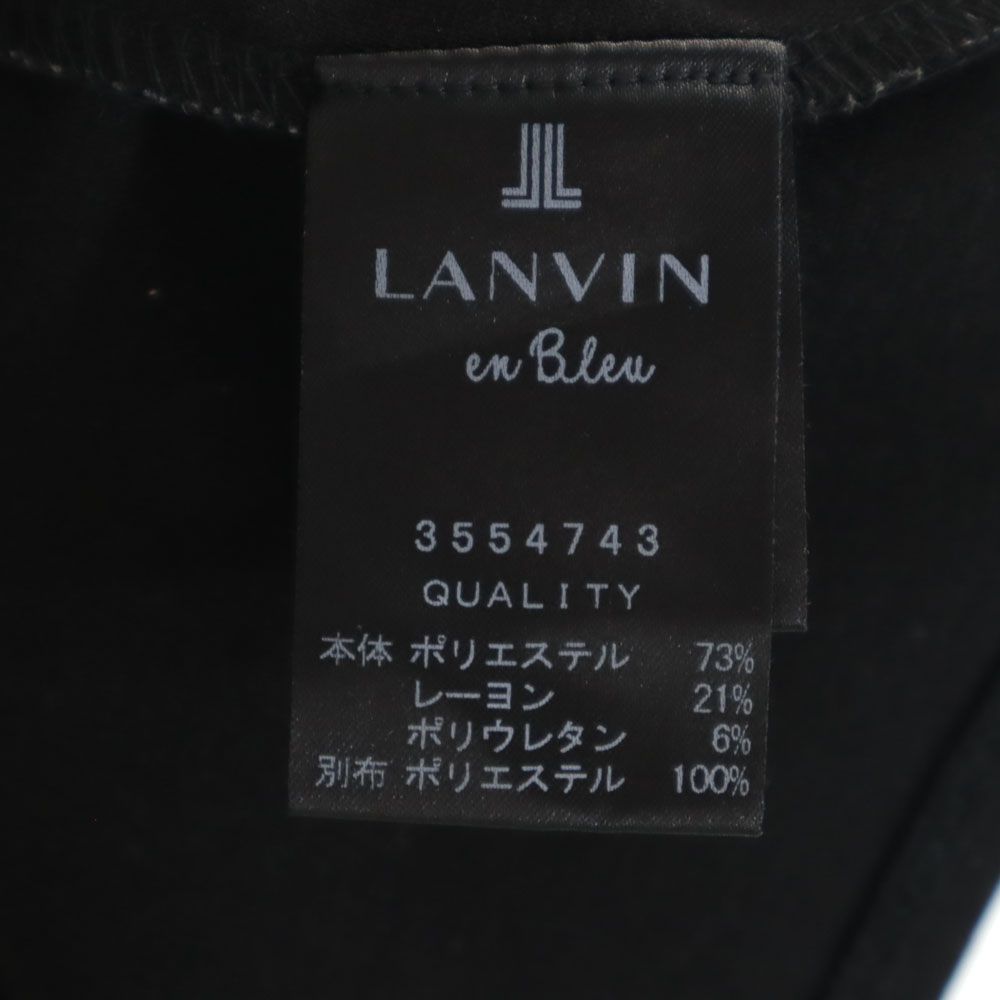 LANVIN
en Bleu
3554743
QUALITY
本体 ポリエステル 73%
レーヨン 21%
ポリウレタン 6%
別布 ポリエステル 100%